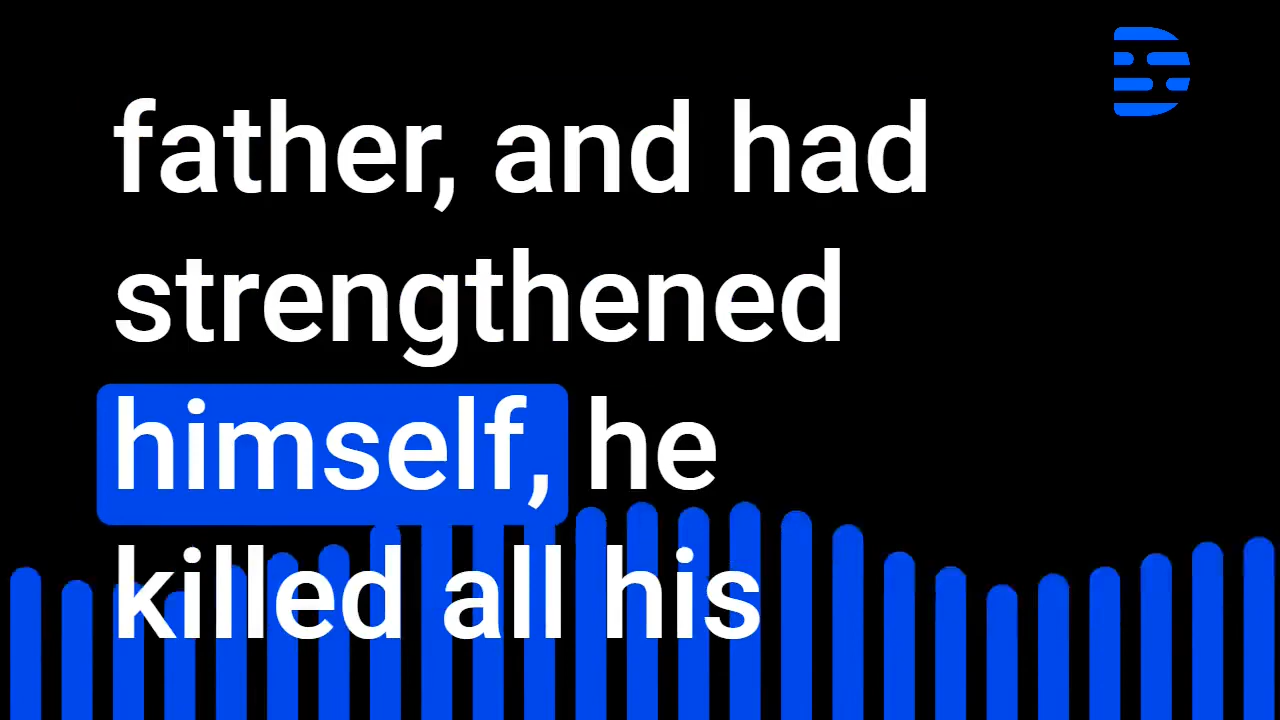 father, and had
strengthened
himself, he
killed all his